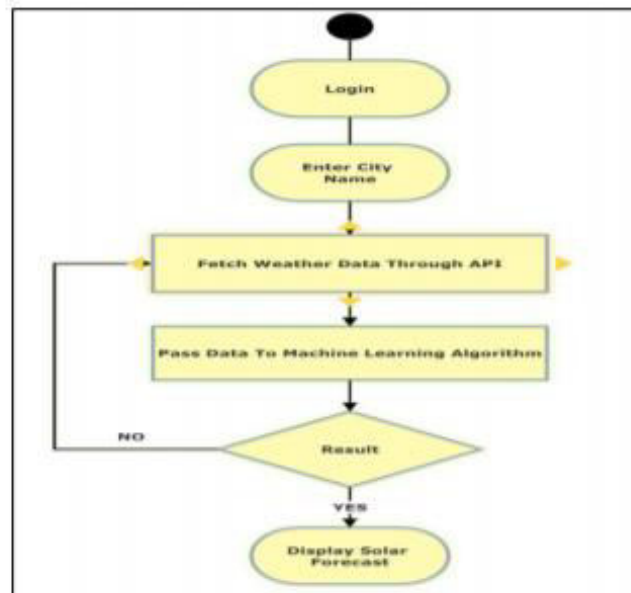 Login
Enter City
Name
Fetch Weather Data Through API
Pass Data To Machine Learning Algorithm
Result
NO
YES
Display Solar
Forecast